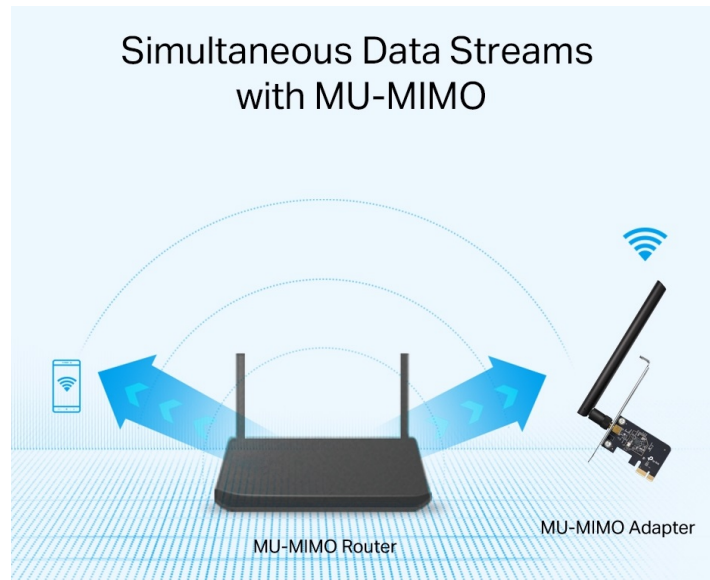 Simultaneous Data Streams
with MU-MIMO
MU-MIMO Adapter
MU-MIMO Router